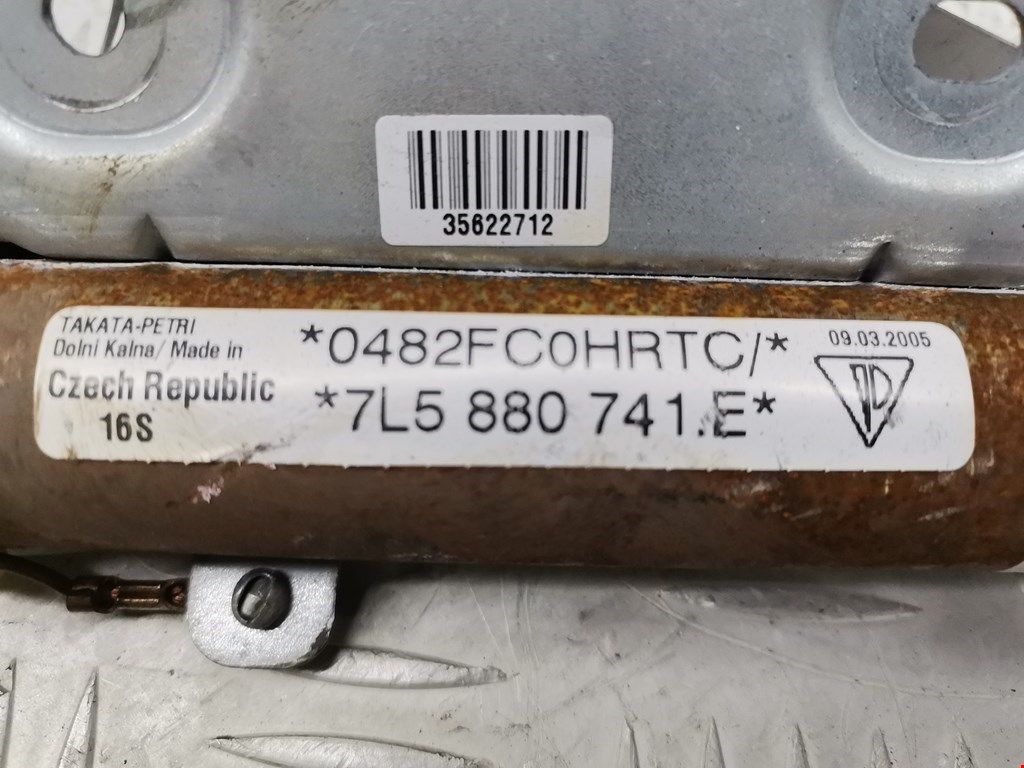 35622712
TAKATA-PETRI
Dolni Kalna/ Made in
Czech Republic
16S
*0482FC0HRTC/*
*7L5 880 741.E*
09.03.2005